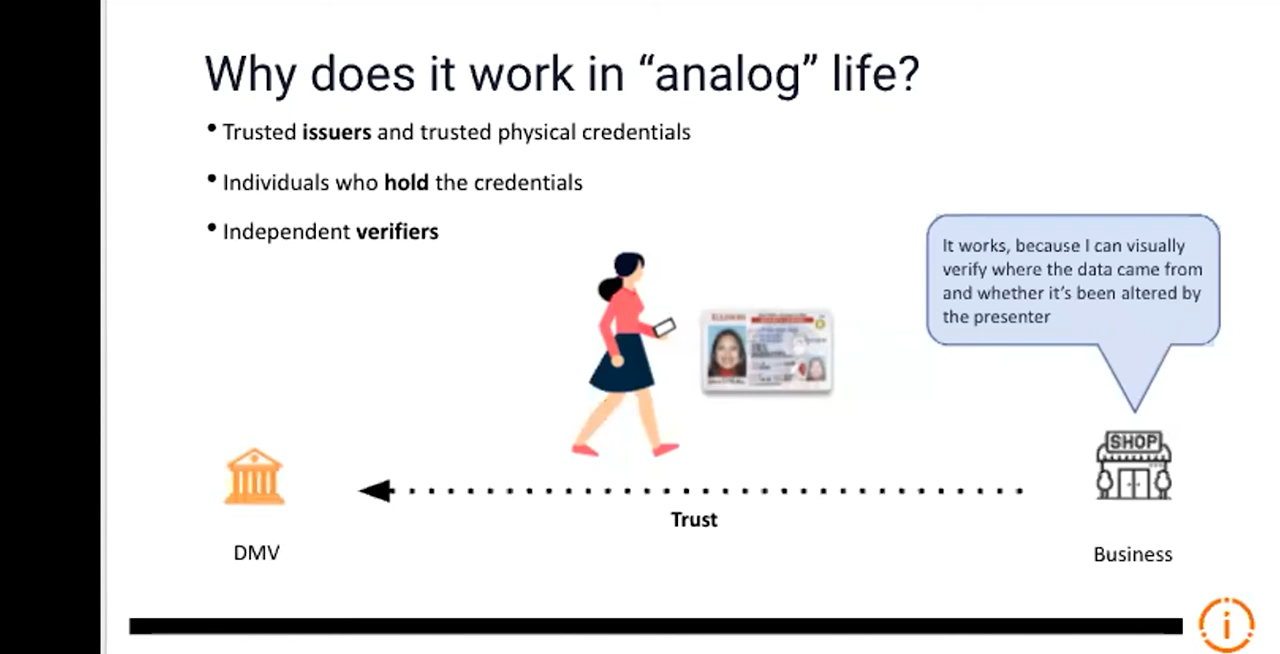 Why does it work in “analog” life?
• Trusted issuers and trusted physical credentials
• Individuals who hold the credentials
• Independent verifiers
It works, because I can visually
verify where the data came from
and whether it’s been altered by
the presenter
ILLINOIS
SHOP
Trust
DMV
Business